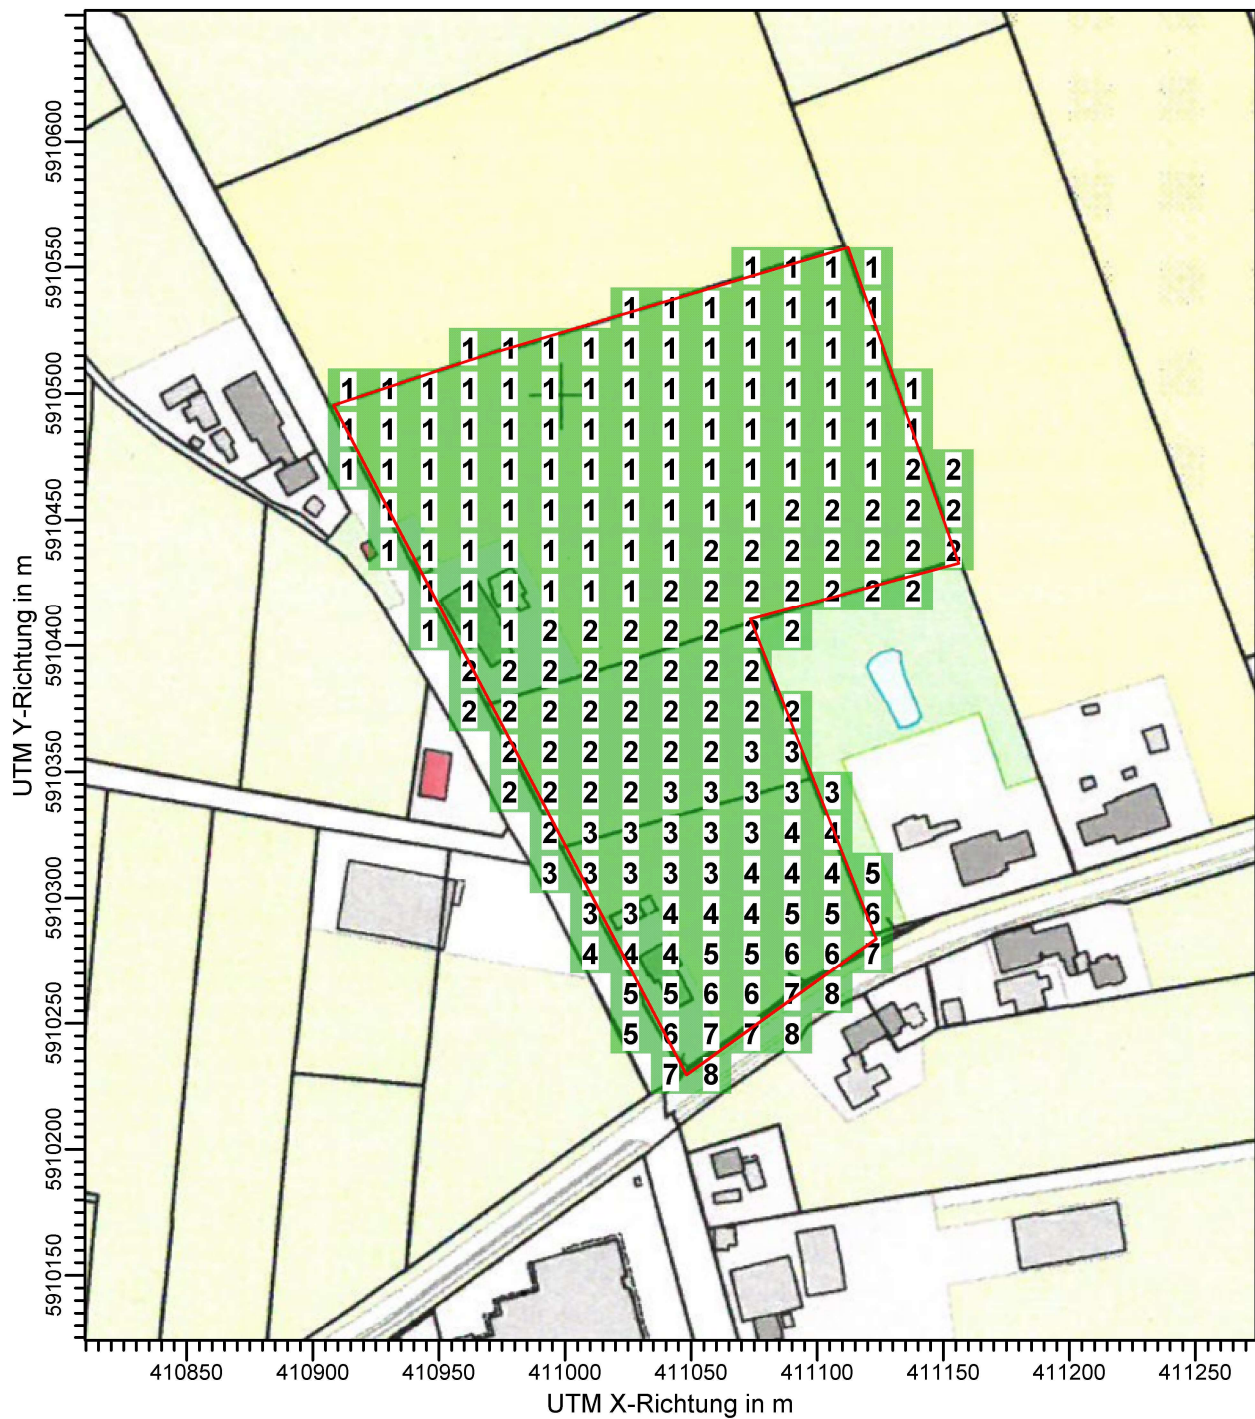 5910600
5910550
1 1 1 1
1 1 1 1 1 1 1
1 1 1 1 1 1 1 1 1 1 1
5910500
1 1 1 1 1 1 1 1 1 1 1 1 1 1 1
1 1 1 1 1 1 1 1 1 1 1 1 1 1 1
1 1 1 1 1 1 1 1 1 1 1 1 1 1 2 2
5910450
1 1 1 1 1 1 1 1 1 1 2 2 2 2 2
1 1 1 1 1 1 1 1 2 2 2 2 2 2 2
1 1 1 1 1 1 2 2 2 2 2 2 2
5910400
1 1 1 2 2 2 2 2 2 2
2 2 2 2 2 2 2 2
2 2 2 2 2 2 2 2 2
5910350
2 2 2 2 2 2 3 3
2 2 2 2 3 3 3 3 3
2 3 3 3 3 3 4 4
5910300
3 3 3 3 3 4 4 4 5
3 3 4 4 4 5 5 6
4 4 4 5 5 6 6 7
5910250
5 5 6 6 7 8
5 6 7 7 8
7 8
5910200
5910150
UTM Y-Richtung in m
410850 410900 410950 411000 411050 411100 411150 411200 411250
UTM X-Richtung in m